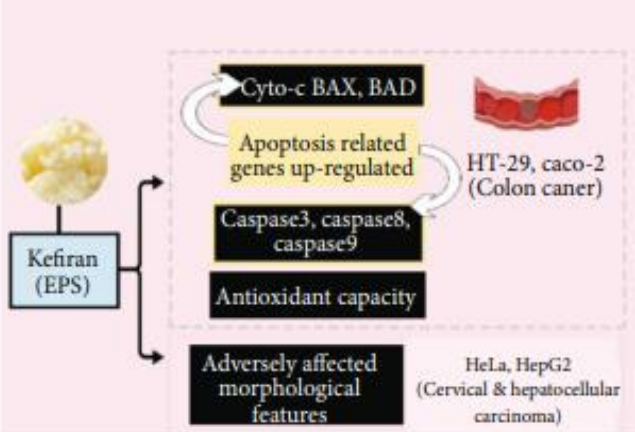 Cyto-c BAX, BAD
Apoptosis related
genes up-regulated
HT-29, caco-2
(Colon caner)
Caspase3, caspase8,
caspase9
Kefiran
(EPS)
Antioxidant capacity
Adversely affected
morphological
features
HeLa, HepG2
(Cervical & hepatocellular
carcinoma)